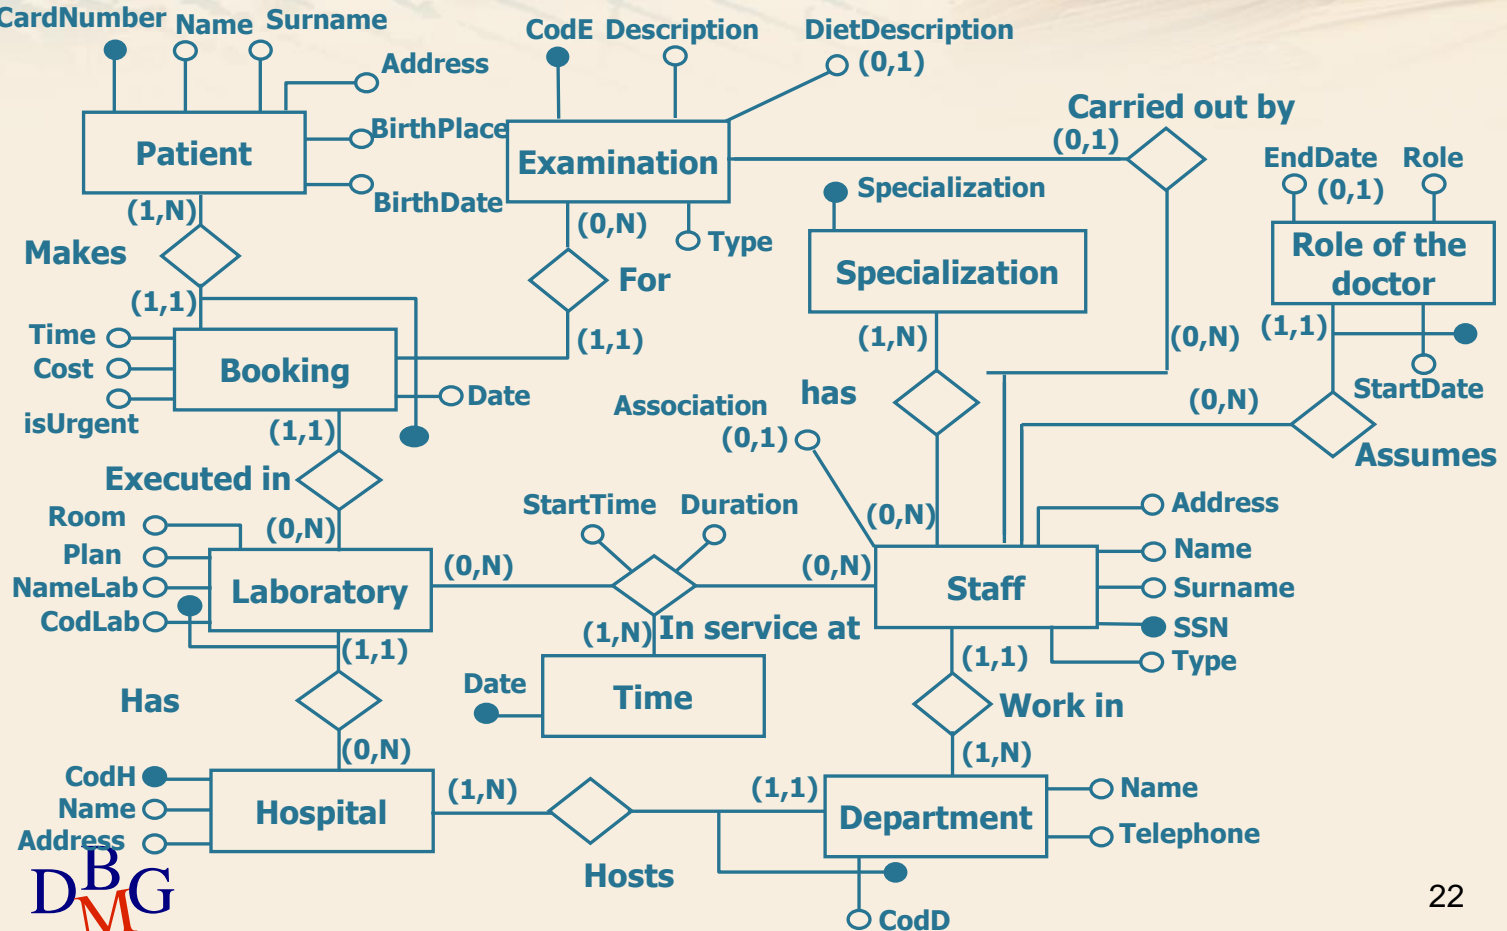 CardNumber
Name
Surname
Address
BirthPlace
BirthDate
Patient
(1,N)
Makes
(1,1)
CodE
Description
DietDescription
(0,1)
Examination
(0,N)
Type
For
(1,1)
Carried out by
(0,1)
(0,N)
Specialization
Specialization
(1,N)
has
(0,N)
EndDate
(0,1)
Role
Role of the
doctor
(1,1)
StartDate
(0,N)
Assumes
Time
Cost
isUrgent
Booking
Date
(1,1)
Executed in
(0,N)
Association
(0,1)
Room
Plan
NameLab
CodLab
Laboratory
(0,N)
StartTime
Duration
(0,N)
(1,N)
In service at
Date
Time
Staff
Address
Name
Surname
SSN
Type
(1,1)
Work in
(1,N)
(1,1)
Has
(0,N)
CodH
Name
Address
Hospital
(1,N)
Hosts
(1,1)
Department
Name
Telephone
CodD
DBMG
22